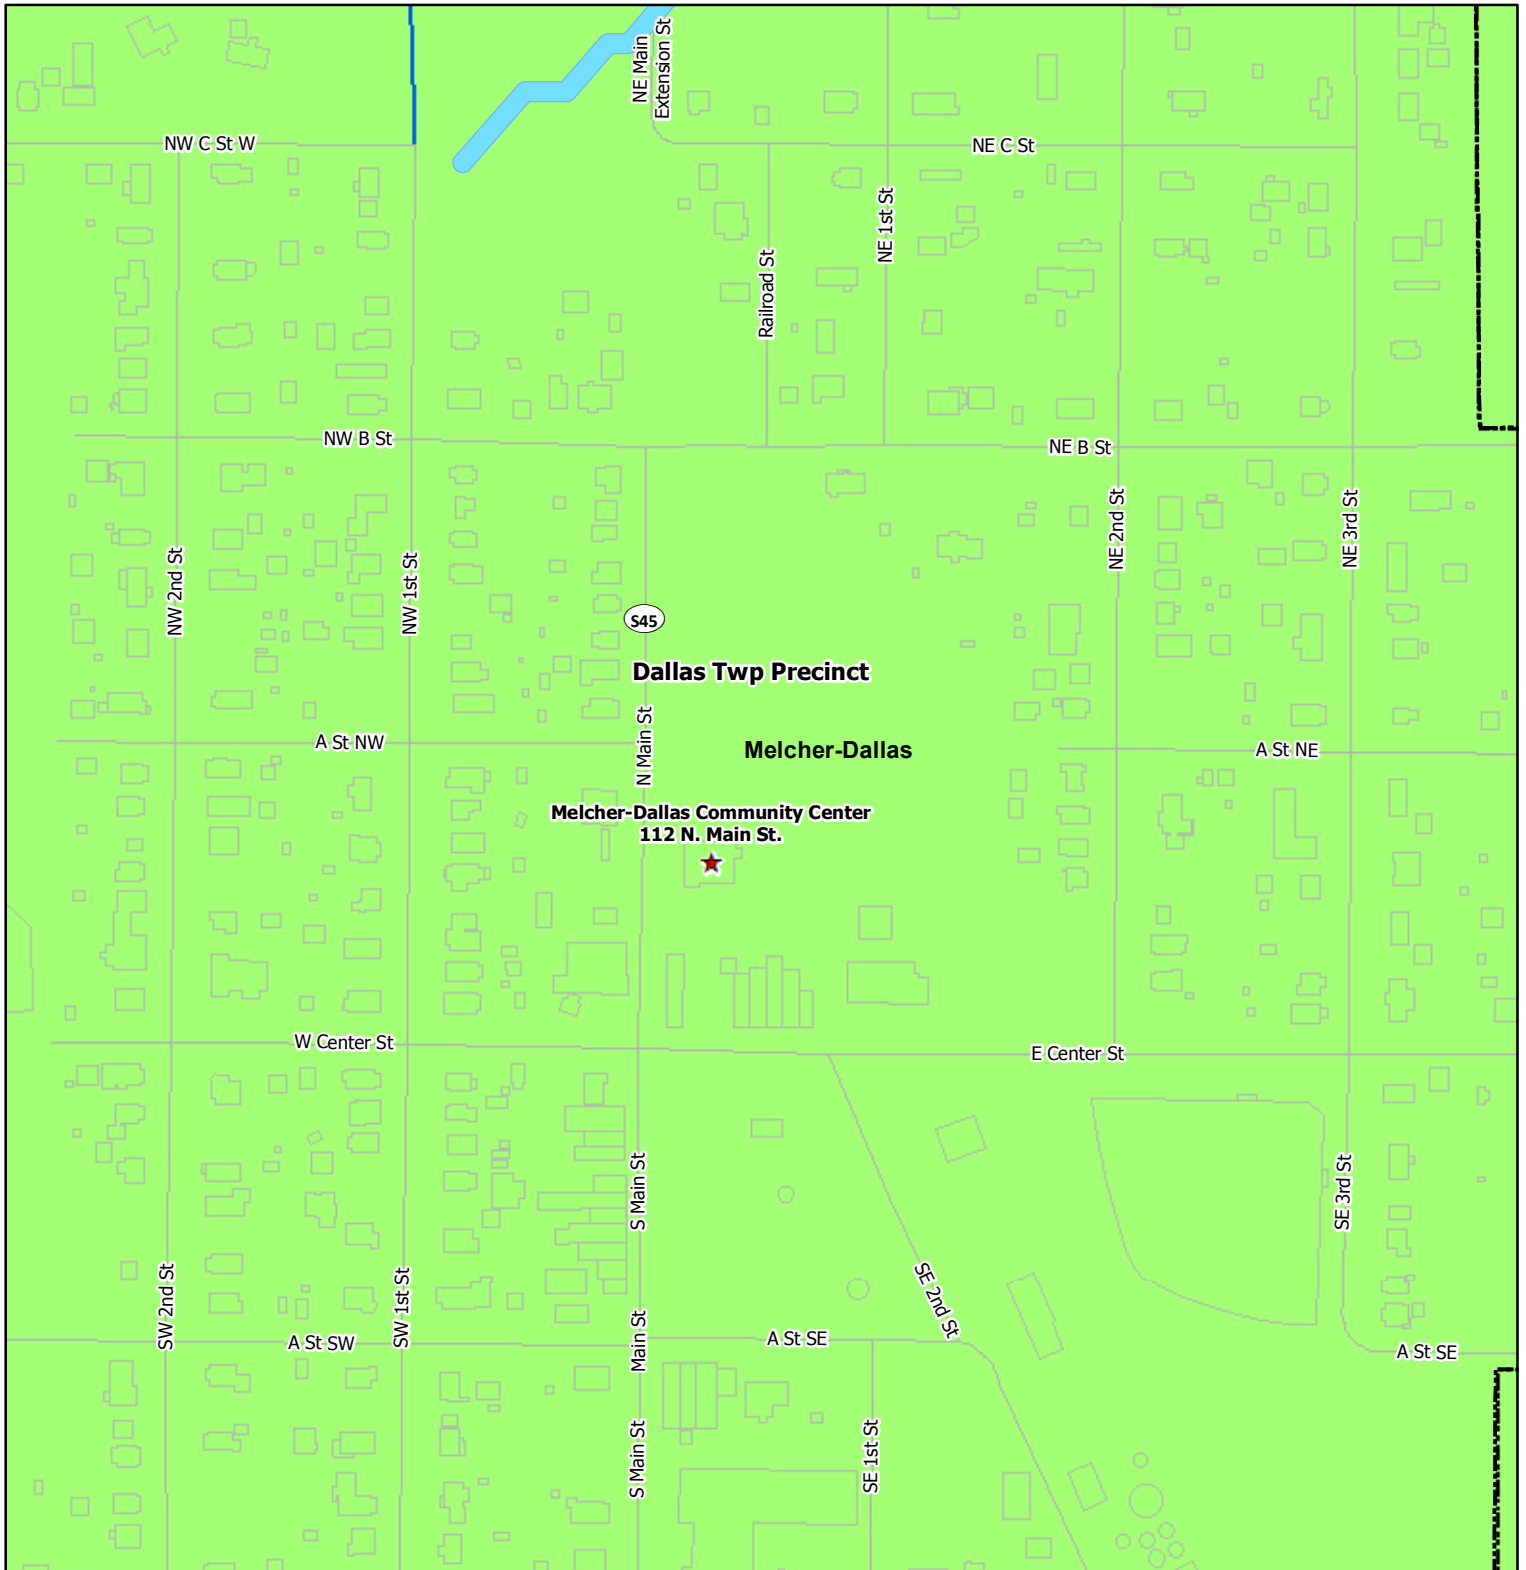 NE Main
Extension St
NW C St W
NE C St
NE 1st St
Railroad St
NW B St
NE B St
NE 2nd St
NE 3rd St
NW 2nd St
NW 1st St
S45
Dallas Twp Precinct
N Main St
A St NW
Melcher-Dallas
A St NE
Melcher-Dallas Community Center
112 N. Main St.
W Center St
E Center St
S Main St
SE 3rd St
SW 2nd St
SW 1st St
SE 2nd St
Main St
A St SW
A St SE
A St SE
S Main St
SE 1st St